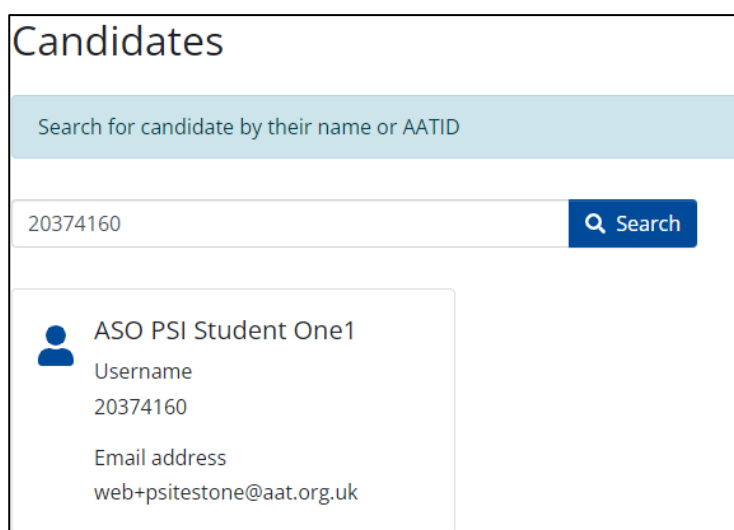 Candidates
Search for candidate by their name or AATID
20374160
Search
ASO PSI Student One1
Username
20374160
Email address
web+psitestone@aat.org.uk